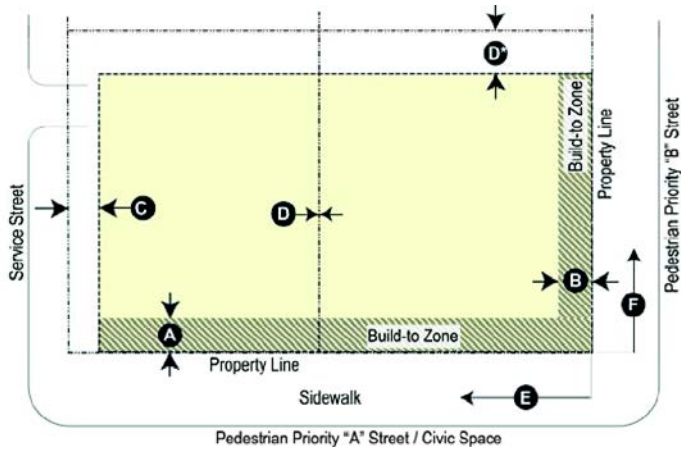 D*
Build-to Zone
Property Line
Pedestrian Priority "B" Street
Service Street
C
D
B
F
A
Build-to Zone
Property Line
Sidewalk
E
Pedestrian Priority "A" Street / Civic Space